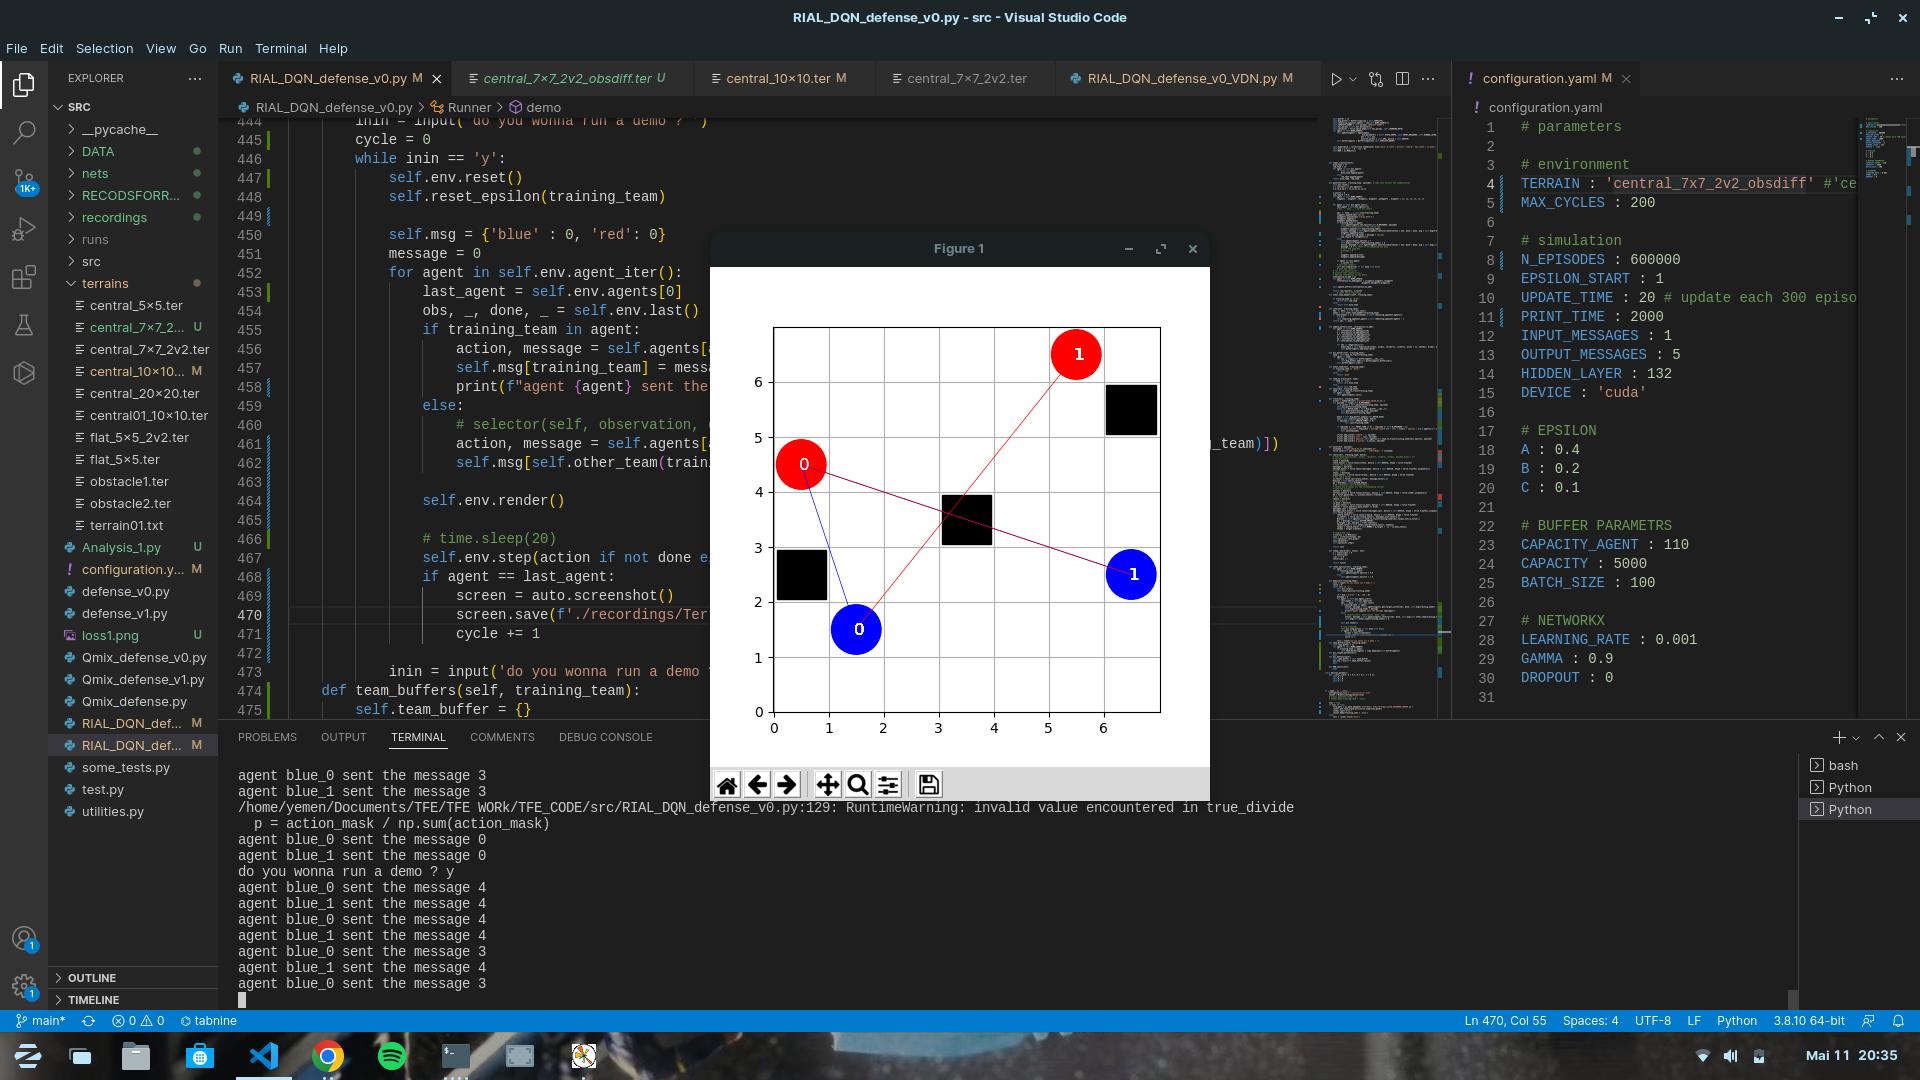 RIAL_DQN_defense_v0.py - src - Visual Studio Code
File Edit Selection View Go Run Terminal Help
EXPLORER
SRC
__pycache__
DATA
nets
RECODSFORR...
recordings
runs
src
terrains
central_5×5.ter
central_7×7_2... U
central_7×7_2v2.ter
central_10×10... M
central_20×20.ter
central01_10×10.ter
flat_5×5_2v2.ter
flat_5×5.ter
obstacle1.ter
obstacle2.ter
terrain01.txt
Analysis_1.py U
configuration.y... M
defense_v0.py
defense_v1.py
loss1.png U
Qmix_defense_v0.py
Qmix_defense_v1.py
Qmix_defense.py
RIAL_DQN_def... M
RIAL_DQN_def... M
some_tests.py
test.py
utilities.py
OUTLINE
TIMELINE
1K+
1
1
RIAL_DQN_defense_v0.py M
central_7×7_2v2_obsdiff.ter U
central_10×10.ter M
central_7×7_2v2.ter
RIAL_DQN_defense_v0_VDN.py M
RIAL_DQN_defense_v0.py > Runner > demo
444 inin = input('do you wonna run a demo ? ')
445 cycle = 0
446 while inin == 'y':
447 self.env.reset()
448 self.reset_epsilon(training_team)
449
450 self.msg = {'blue' : 0, 'red': 0}
451 message = 0
452 for agent in self.env.agent_iter():
453 last_agent = self.env.agents[0]
454 obs, _, done, _ = self.env.last()
455 if training_team in agent:
456 action, message = self.agents[
457 self.msg[training_team] = mess
458 print(f"agent {agent} sent the
459 else:
460 # selector(self, observation,
461 action, message = self.agents[ g_team)])
462 self.msg[self.other_team(train
463
464 self.env.render()
465
466 # time.sleep(20)
467 self.env.step(action if not done e
468 if agent == last_agent:
469 screen = auto.screenshot()
470 screen.save(f'./recordings/Ter
471 cycle += 1
472
473 inin = input('do you wonna run a demo ?
474 def team_buffers(self, training_team):
475 self.team_buffer = {}
Figure 1
1
0
1
0
6
5
4
3
2
1
0
0 1 2 3 4 5 6
configuration.yaml M
configuration.yaml
1 # parameters
2
3 # environment
4 TERRAIN : 'central_7x7_2v2_obsdiff' #'ce
5 MAX_CYCLES : 200
6
7 # simulation
8 N_EPISODES : 600000
9 EPSILON_START : 1
10 UPDATE_TIME : 20 # update each 300 episo
11 PRINT_TIME : 2000
12 INPUT_MESSAGES : 1
13 OUTPUT_MESSAGES : 5
14 HIDDEN_LAYER : 132
15 DEVICE : 'cuda'
16
17 # EPSILON
18 A : 0.4
19 B : 0.2
20 C : 0.1
21
22 # BUFFER PARAMETRS
23 CAPACITY_AGENT : 110
24 CAPACITY : 5000
25 BATCH_SIZE : 100
26
27 # NETWORKX
28 LEARNING_RATE : 0.001
29 GAMMA : 0.9
30 DROPOUT : 0
31
PROBLEMS OUTPUT TERMINAL COMMENTS DEBUG CONSOLE
agent blue_0 sent the message 3
agent blue_1 sent the message 3
/home/yemen/Documents/TFE/TFE WORk/TFE_CODE/src/RIAL_DQN_defense_v0.py:129: RuntimeWarning: invalid value encountered in true_divide
p = action_mask / np.sum(action_mask)
agent blue_0 sent the message 0
agent blue_1 sent the message 0
do you wonna run a demo ? y
agent blue_0 sent the message 4
agent blue_1 sent the message 4
agent blue_0 sent the message 4
agent blue_1 sent the message 4
agent blue_0 sent the message 3
agent blue_1 sent the message 4
agent blue_0 sent the message 3
bash
Python
Python
main* 0 0 tabnine
Ln 470, Col 55 Spaces: 4 UTF-8 LF Python 3.8.10 64-bit
Mai 11 20:35